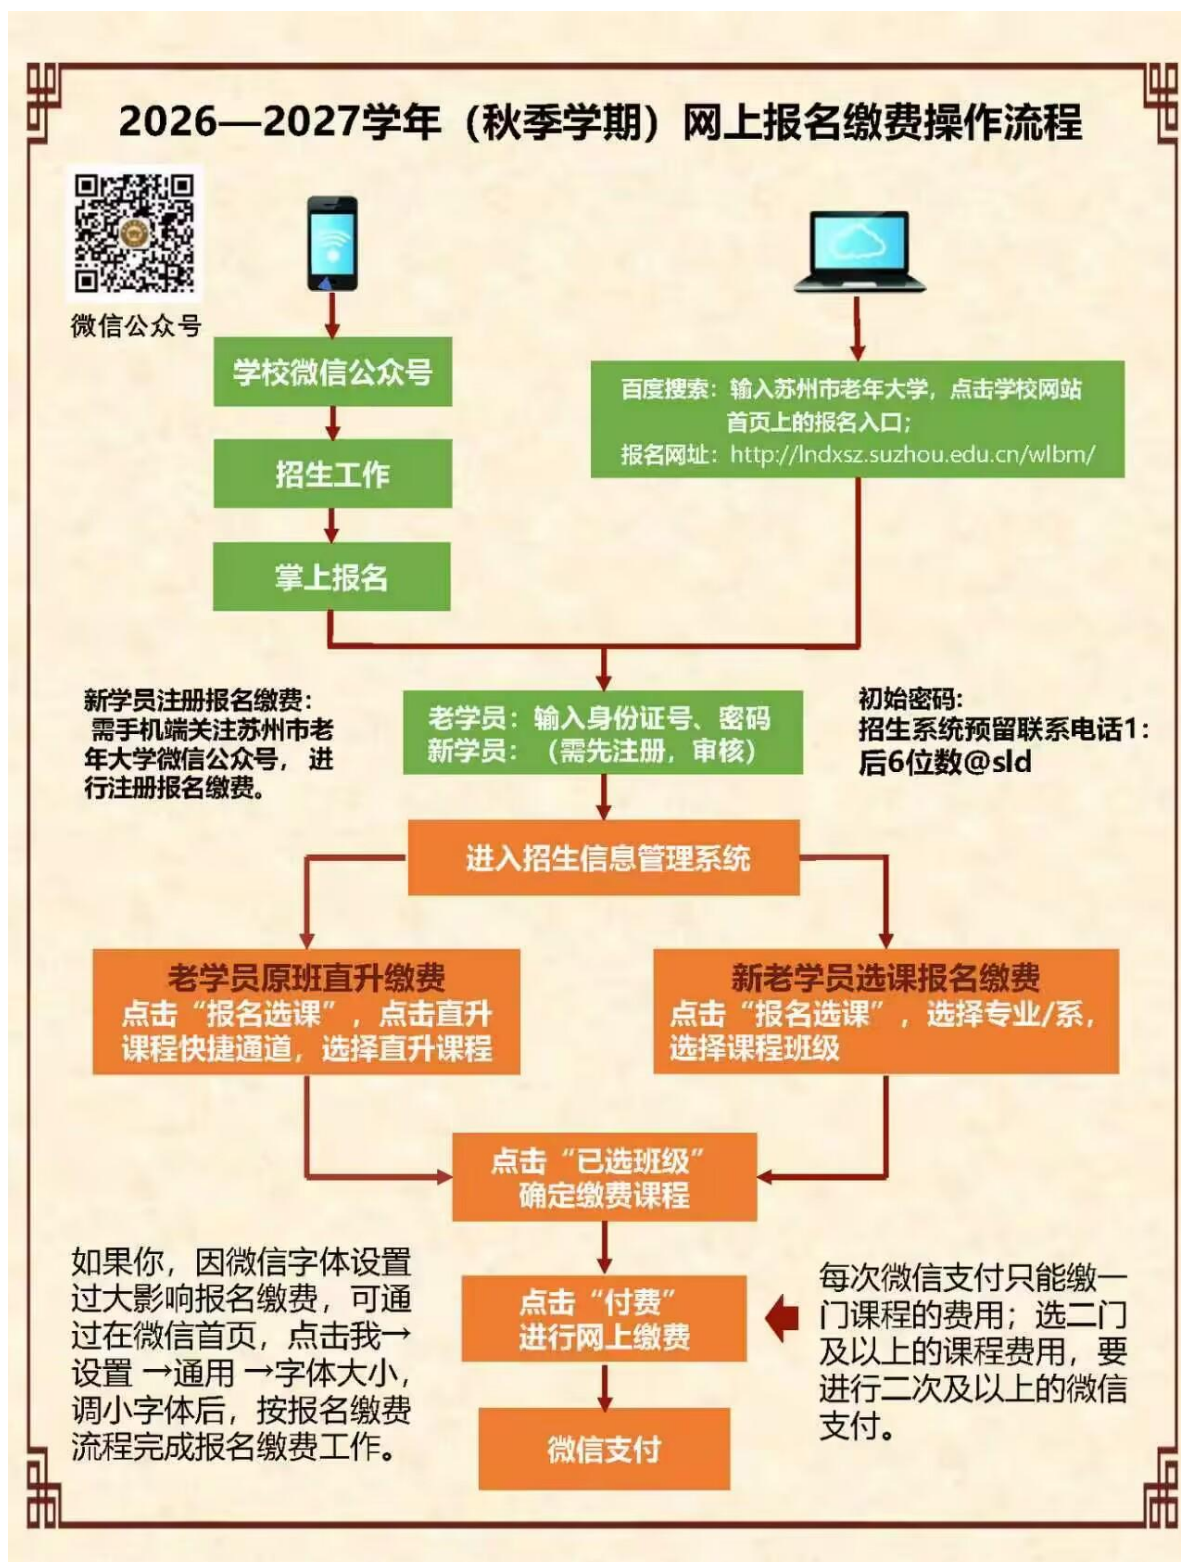 2026—2027学年（秋季学期）网上报名缴费操作流程
微信公众号
学校微信公众号
招生工作
掌上报名
百度搜索：输入苏州市老年大学，点击学校网站
首页上的报名入口；
报名网址：http://lndxsz.suzhou.edu.cn/wlbm/
新学员注册报名缴费：
需手机端关注苏州市老
年大学微信公众号， 进
行注册报名缴费。
老学员：输入身份证号、密码
新学员：（需先注册，审核）
初始密码：
招生系统预留联系电话1：
后6位数@sld
进入招生信息管理系统
老学员原班直升缴费
点击“报名选课”，点击直升
课程快捷通道，选择直升课程
新老学员选课报名缴费
点击“报名选课”，选择专业/系，
选择课程班级
点击“已选班级”
确定缴费课程
如果你，因微信字体设置
过大影响报名缴费，可通
过在微信首页，点击我→
设置 →通用 →字体大小，
调小字体后，按报名缴费
流程完成报名缴费工作。
点击“付费”
进行网上缴费
每次微信支付只能缴一
门课程的费用；选二门
及以上的课程费用，要
进行二次及以上的微信
支付。
微信支付